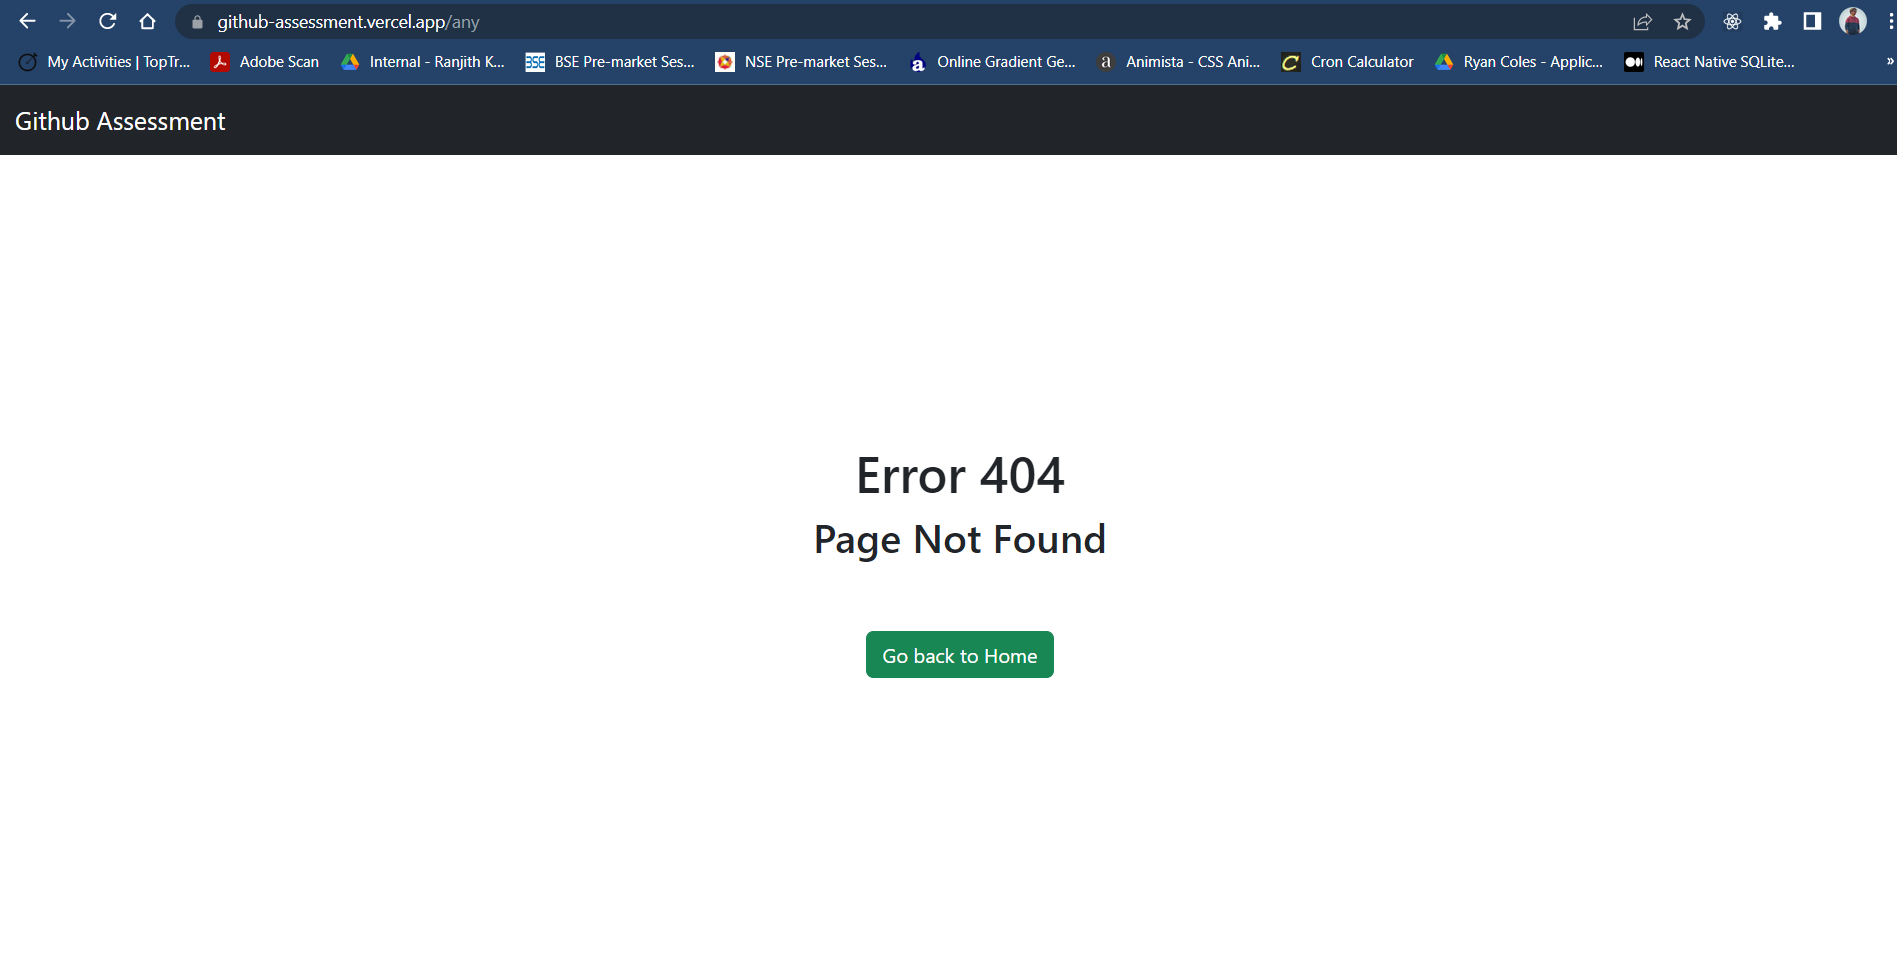 github-assessment.vercel.app/any
My Activities | TopTr... Adobe Scan Internal - Ranjith K... BSE BSE Pre-market Ses... NSE Pre-market Ses... a Online Gradient Ge... a Animista - CSS Ani... C Cron Calculator Ryan Coles - Applic... React Native SQLite... »
Github Assessment
Error 404
Page Not Found
Go back to Home